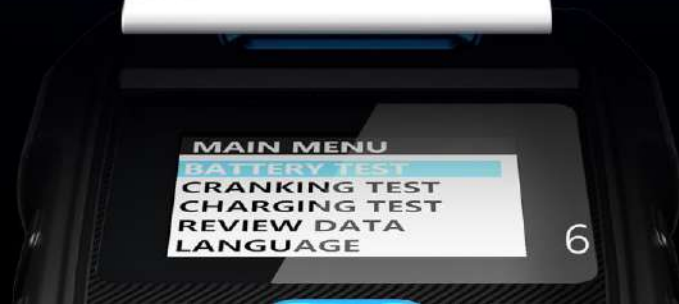 MAIN MENU
BATTERY TEST
CRANKING TEST
CHARGING TEST
REVIEW DATA
LANGUAGE
6